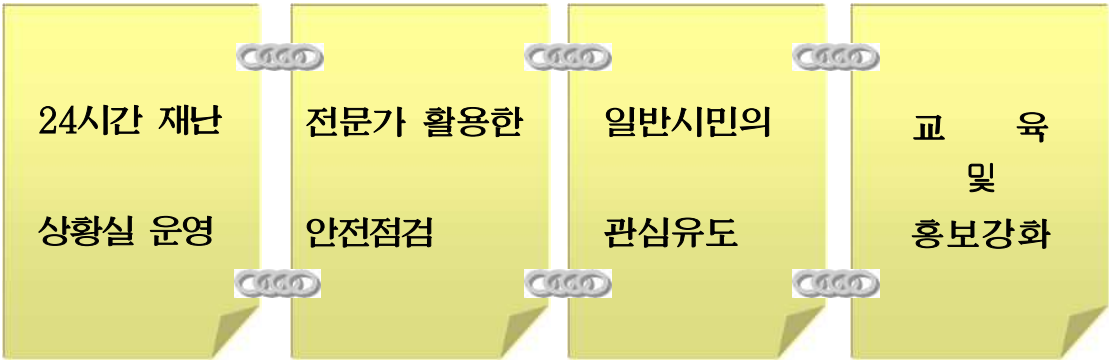 24시간 재난
상황실 운영
전문가 활용한
안전점검
일반시민의
관심유도
교 육
및
홍보강화